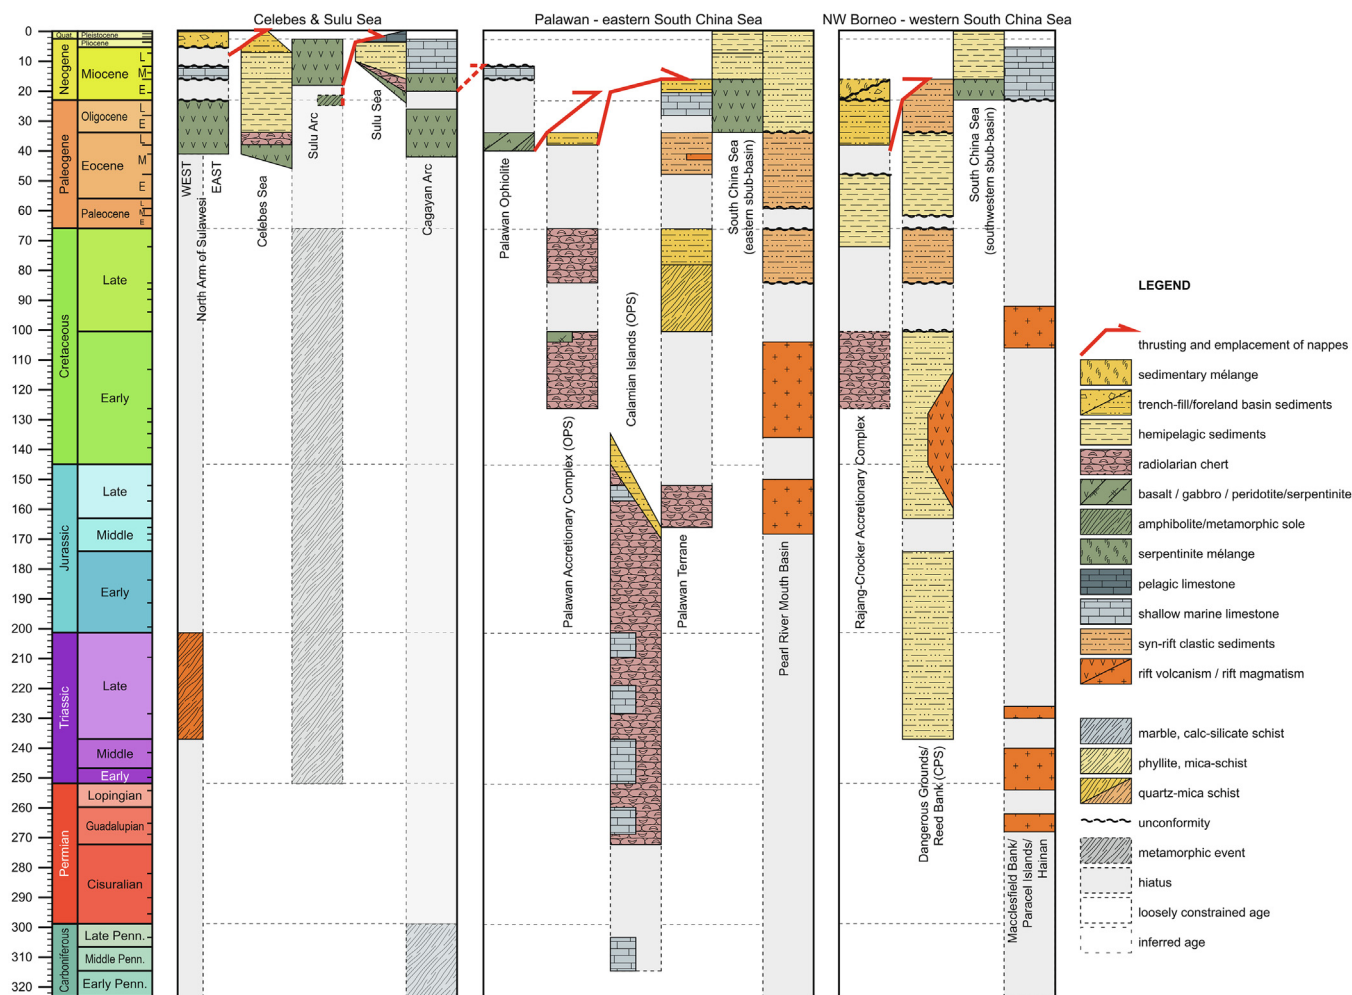 Celebes & Sulu Sea
Palawan - eastern South China Sea
NW Borneo - western South China Sea
0
10
20
30
40
50
60
70
80
90
100
110
120
130
140
150
160
170
180
190
200
210
220
230
240
250
260
270
280
290
300
310
320
Quat.
Neogene
Paleogene
Cretaceous
Jurassic
Triassic
Permian
Carboniferous
Pleistocene
Pliocene
Miocene
L
M
E
Oligocene
L
E
Eocene
L
M
E
Paleocene
L
M
E
Late
Early
Late
Middle
Early
Late
Middle
Early
Lopingian
Guadalupian
Cisuralian
Late Penn.
Middle Penn.
Early Penn.
WEST
EAST
North Arm of Sulawesi
Celebes Sea
Sulu Arc
Sulu Sea
Cagayan Arc
Palawan Ophiolite
Palawan Accretionary Complex (OPS)
Calamian Islands (OPS)
Palawan Terrane
South China Sea
(eastern sbub-basin)
Pearl River Mouth Basin
Rajang-Crocker Accretionary Complex
Dangerous Grounds/
Reed Bank (CPS)
South China Sea
(southwestern sbub-basin)
Macclesfield Bank/
Paracel Islands/
Hainan
LEGEND
thrusting and emplacement of nappes
sedimentary mélange
trench-fill/foreland basin sediments
hemipelagic sediments
radiolarian chert
basalt / gabbro / peridotite/serpentinite
amphibolite/metamorphic sole
serpentinite mélange
pelagic limestone
shallow marine limestone
syn-rift clastic sediments
rift volcanism / rift magmatism
marble, calc-silicate schist
phyllite, mica-schist
quartz-mica schist
unconformity
metamorphic event
hiatus
loosely constrained age
inferred age